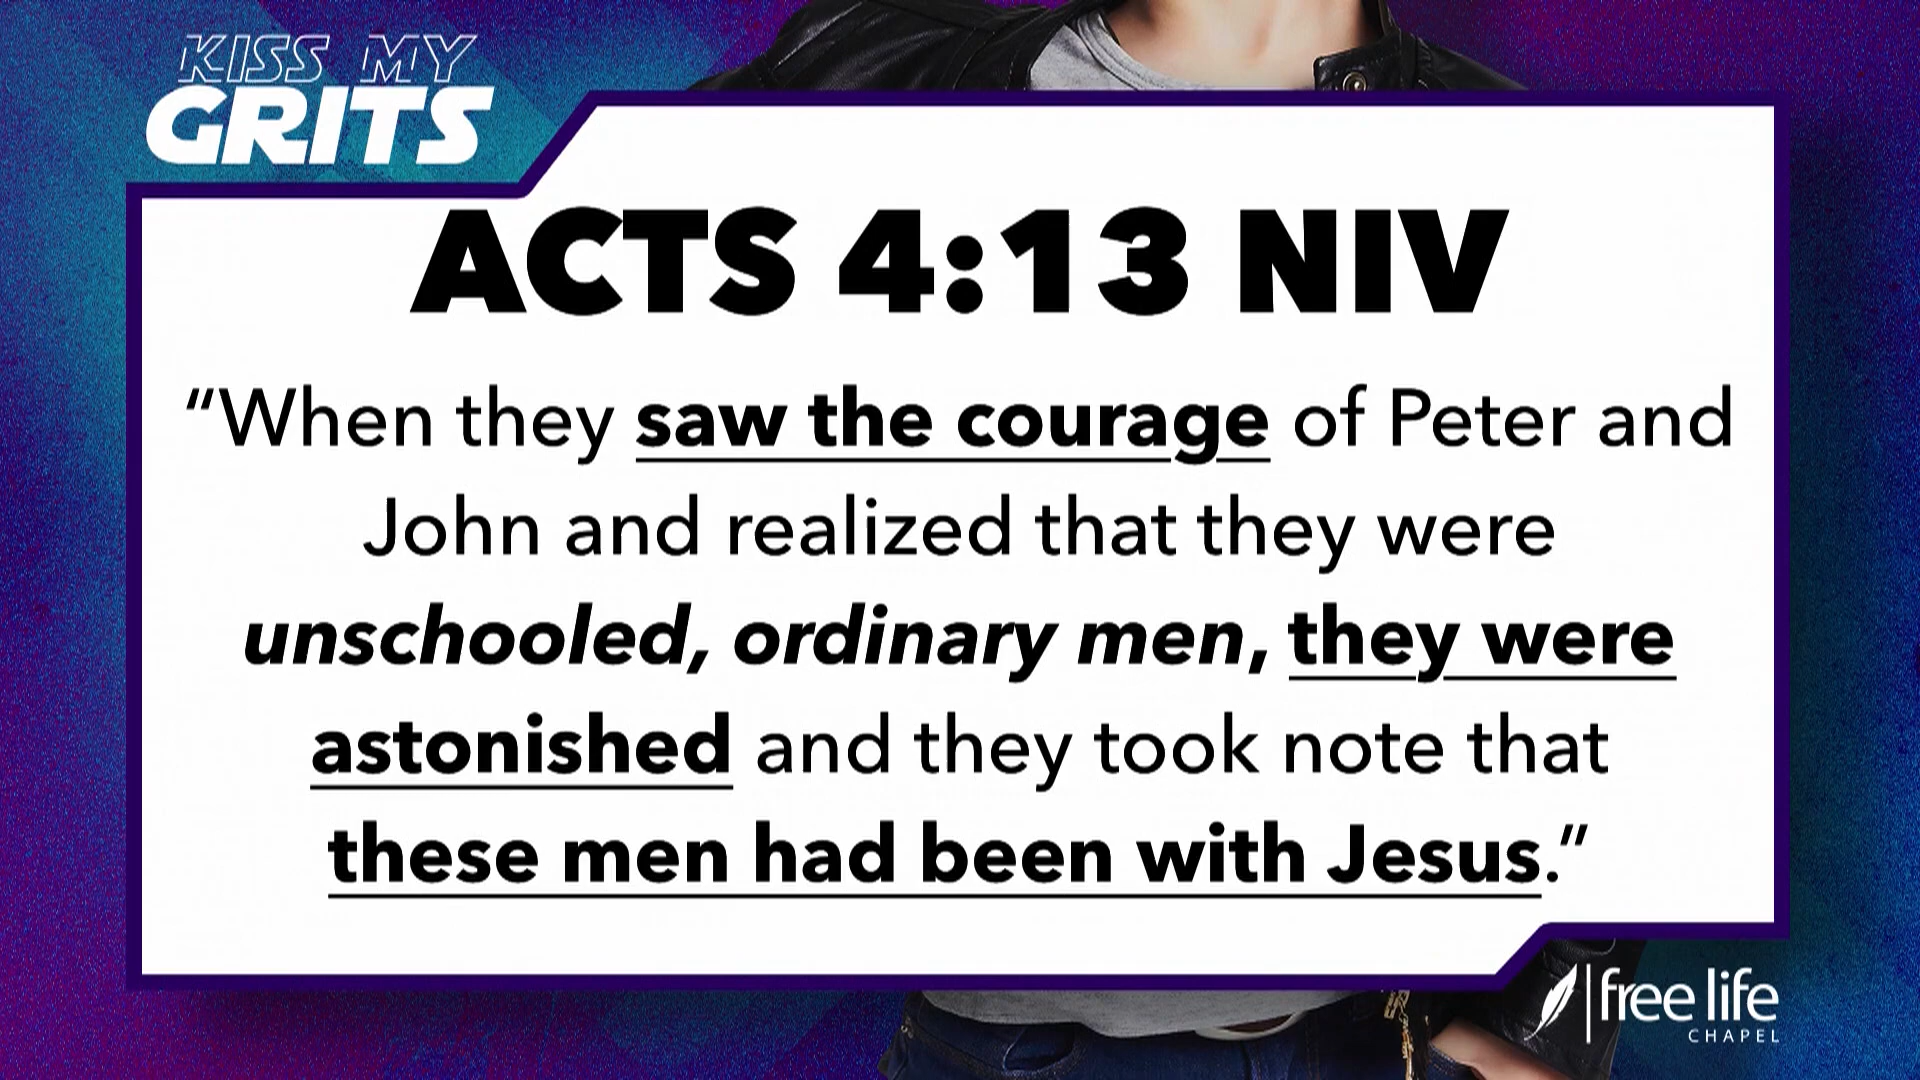 KISS MY
GRITS
ACTS 4:13 NIV
“When they saw the courage of Peter and
John and realized that they were
unschooled, ordinary men, they were
astonished and they took note that
these men had been with Jesus.”
free life
CHAPEL